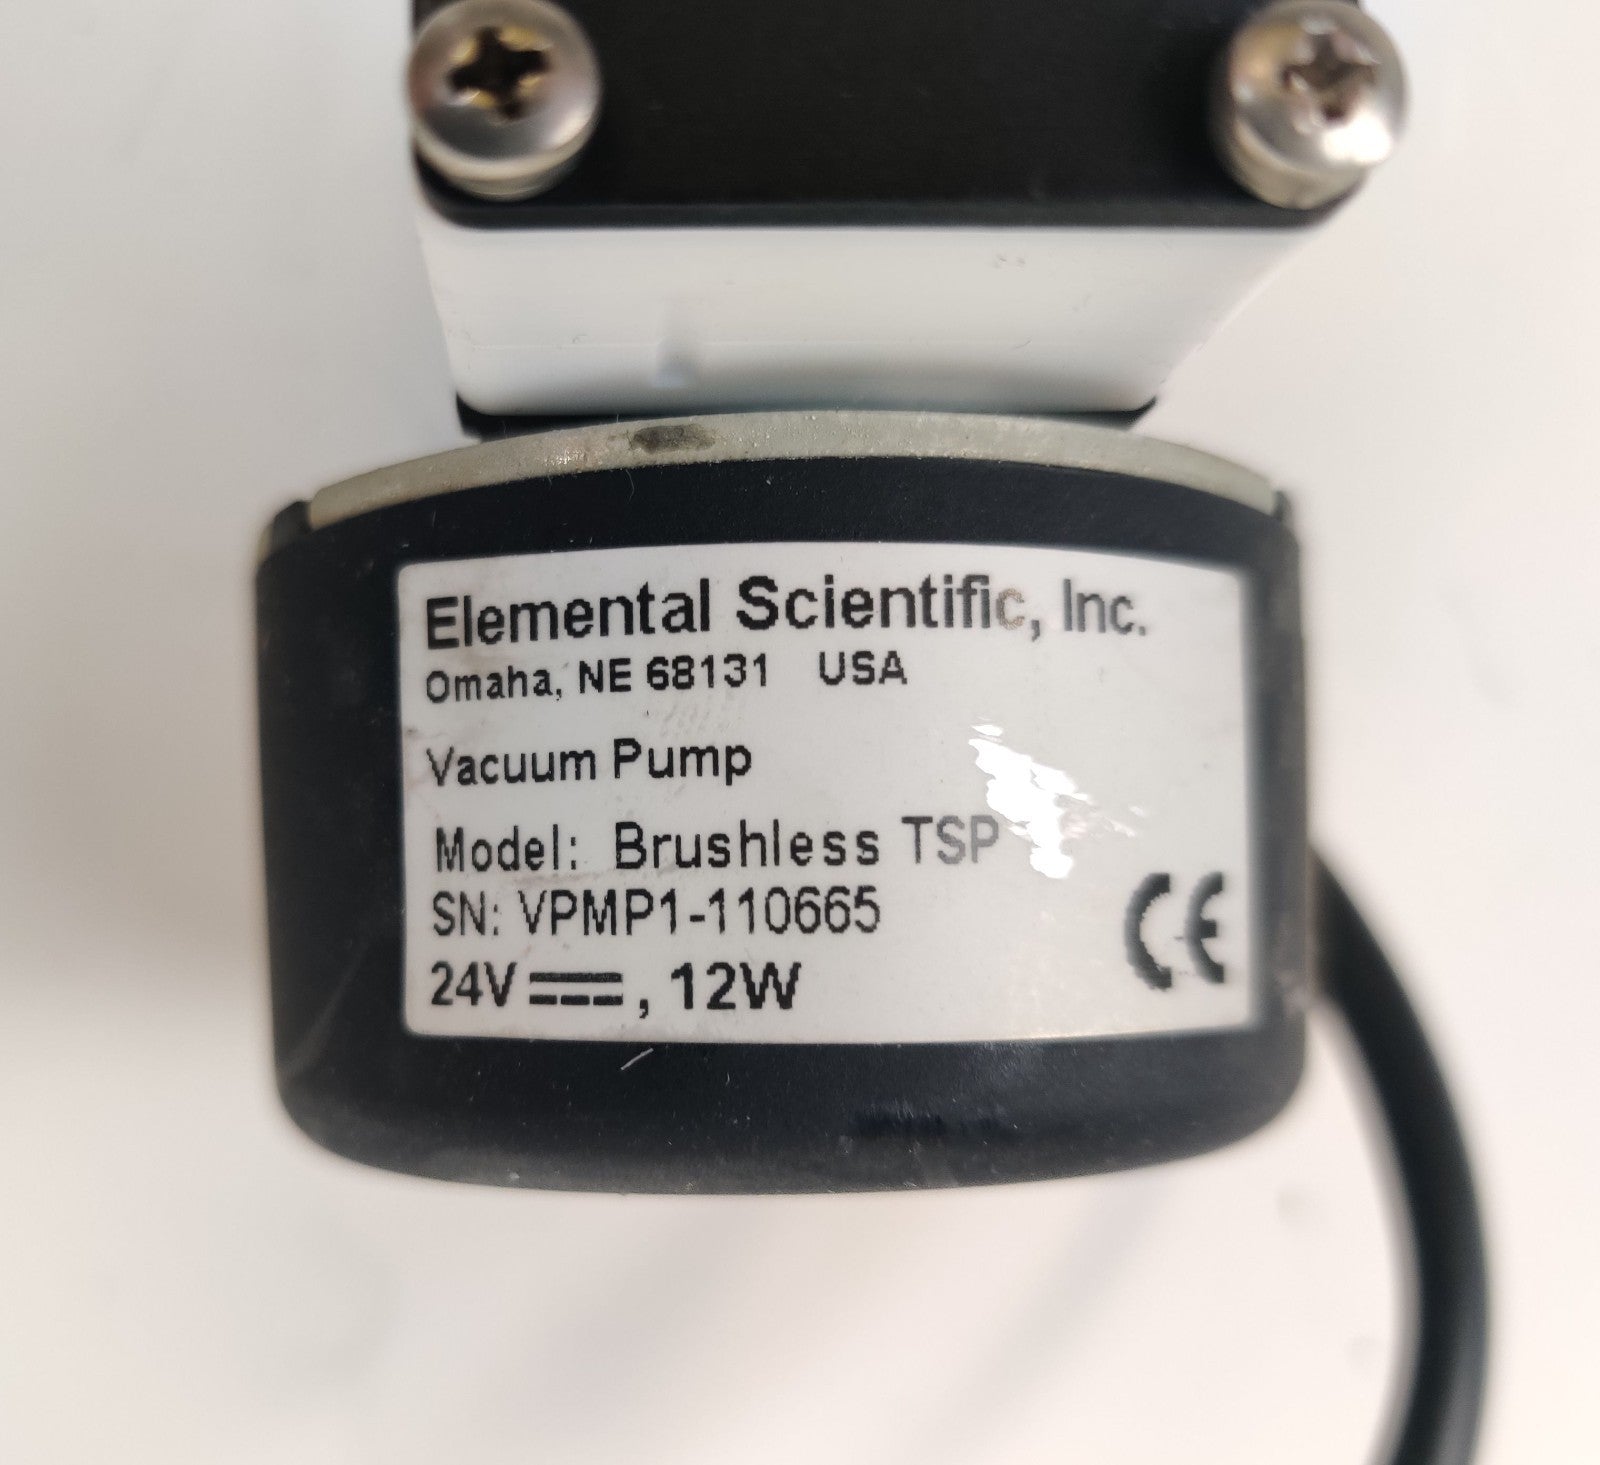 Elemental Scientific, Inc.
Omaha, NE 68131 USA
Vacuum Pump
Model: Brushless TSP
SN: VPMP1-110665
24V⎓, 12W
CE